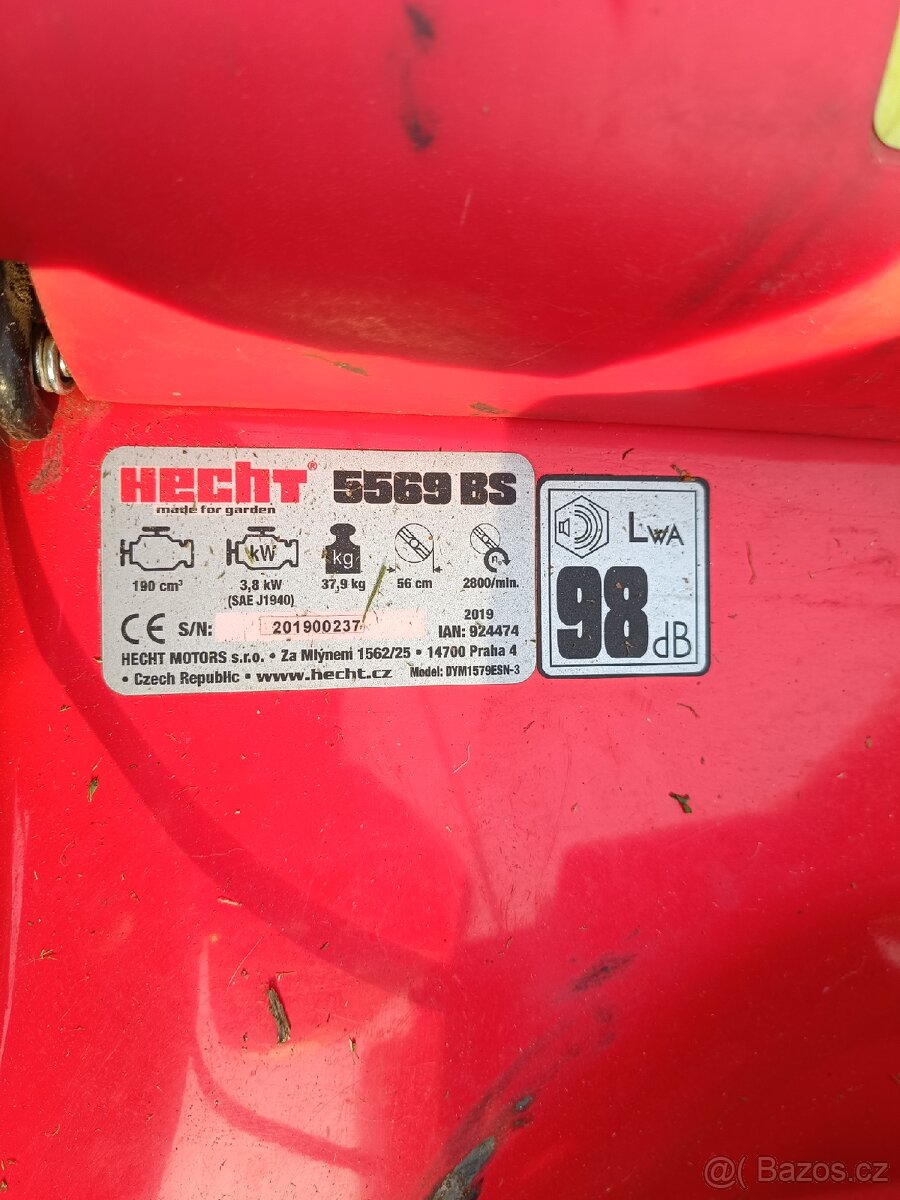 HECHT® 5569 BS
made for garden
kW
kg
n₀
190 cm³
3,8 kW
37,9 kg
56 cm
2800/min.
(SAE J1940)
2019
CE S/N: 201900237 IAN: 924474
HECHT MOTORS s.r.o. • Za Mlýnem 1562/25 • 14700 Praha 4
• Czech Republic • www.hecht.cz Model: DYM1579ESN-3
LWA
98 dB
@( Bazos.cz